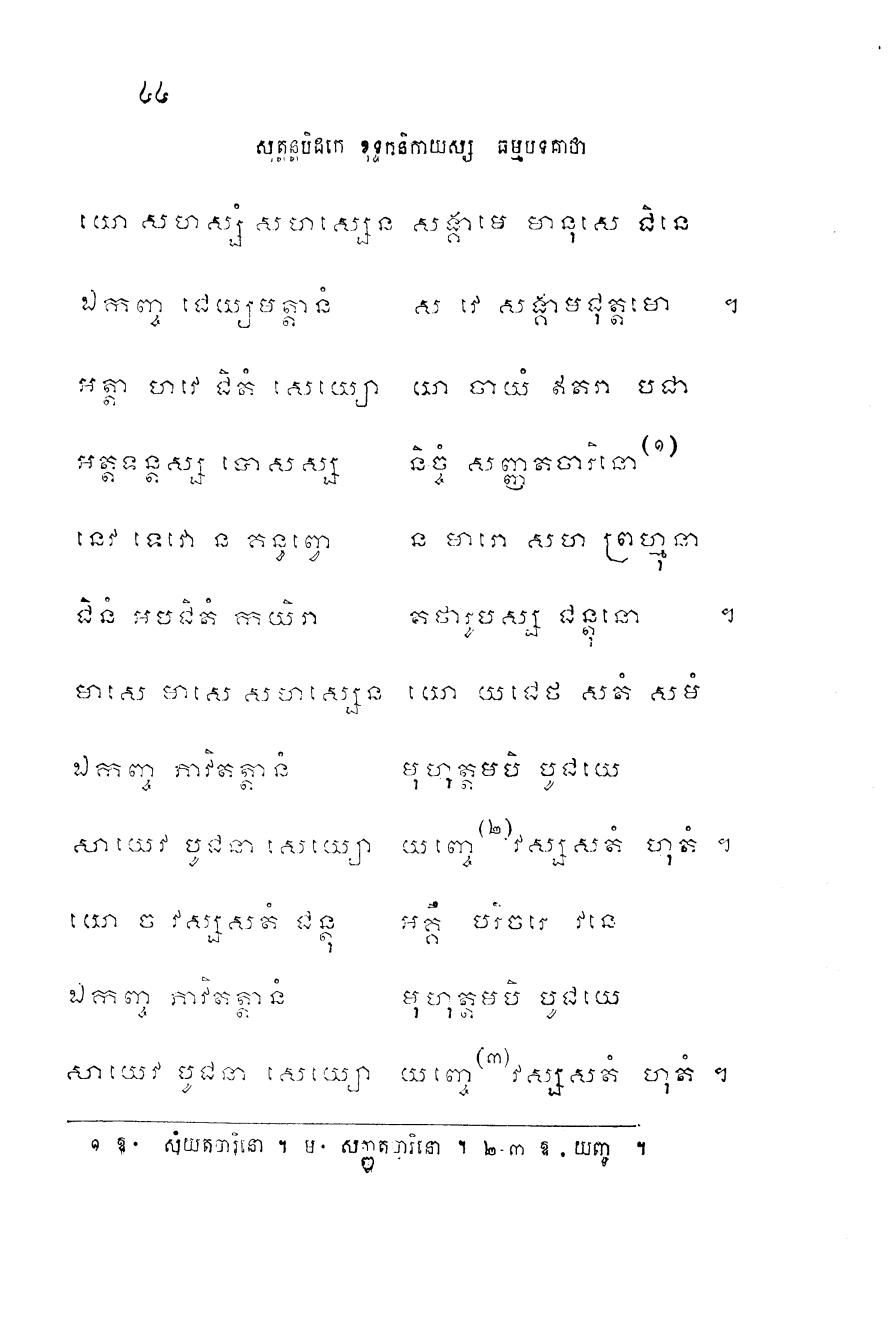 ៤៤
សុត្តន្តបិដកេ ខុទ្ទកនិកាយស្ស ធម្មបទគាថា
យោ សហស្សំ សហស្សេន សង្គាមេ មានុសេ ជិនេ
ឯកញ្ច ជេយ្យមត្តានំ ស វេ សង្គាមជុត្តមោ ។
អត្តា ហវេ ជិតំ សេយ្យោ យា ចាយំ ឥតរា បជា
អត្តទន្តស្ស បោសស្ស និច្ចំ សញ្ញតចារិនោ(១)
នេវ ទេវោ ន គន្ធព្វោ ន មារោ សហ ព្រហ្មុនា
ជិនំ អបជិតំ កយិរា តថារូបស្ស ជន្តុនោ ។
មាសេ មាសេ សហស្សេន យោ យជេថ សតំ សមំ
ឯកញ្ច ភាវិតត្តានំ មុហុត្តមបិ បូជយេ
សាយេវ បូជនា សេយ្យោ យញ្ចេ(២)វស្សសតំ ហុតំ ។
យោ ច វស្សសតំ ជន្តុ អគ្គឹ បរិចរេ វនេ
ឯកញ្ច ភាវិតត្តានំ មុហុត្តមបិ បូជយេ
សាយេវ បូជនា សេយ្យោ យញ្ចេ(៣)វស្សសតំ ហុតំ ។
១ ឱ. សំយតចារិនោ ។ ម. សញ្ញតចារិនោ ។ ២-៣ ឱ. យញ្ច ។